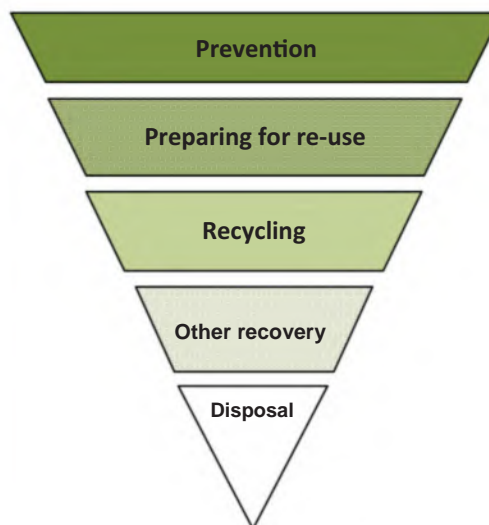 Prevention
Preparing for re-use
Recycling
Other recovery
Disposal